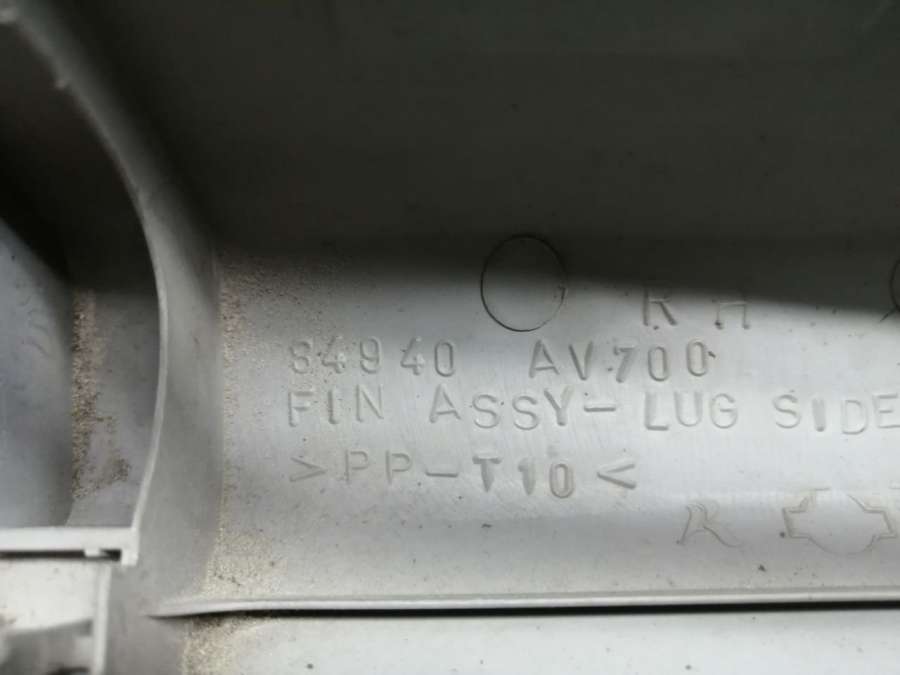 RH
84940 AV700
FIN ASSY-LUG SIDE
>PP-T10<
R